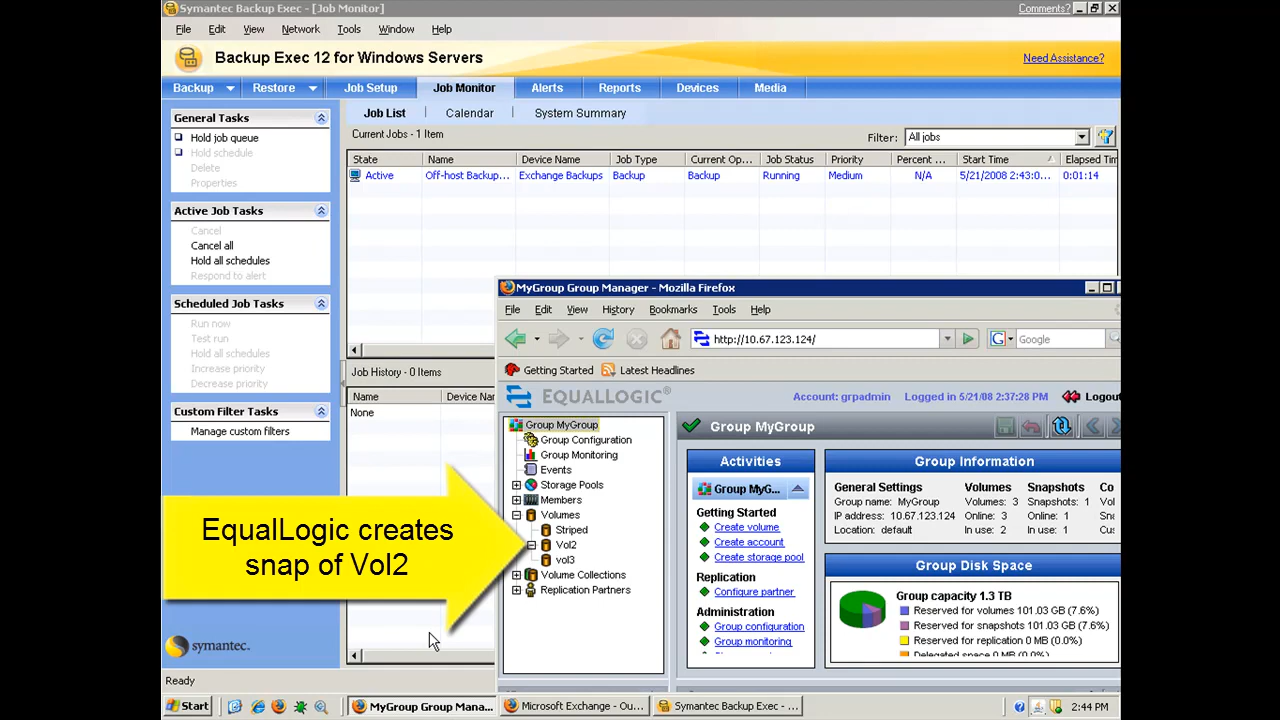 Symantec Backup Exec - [Job Monitor]
Comments?
File Edit View Network Tools Window Help
Backup Exec 12 for Windows Servers
Need Assistance?
Backup Restore Job Setup Job Monitor Alerts Reports Devices Media
General Tasks
Hold job queue
Hold schedule
Delete
Properties
Active Job Tasks
Cancel
Cancel all
Hold all schedules
Respond to alert
Scheduled Job Tasks
Run now
Test run
Hold all schedules
Increase priority
Decrease priority
Custom Filter Tasks
Manage custom filters
symantec.
Job List Calendar System Summary
Current Jobs - 1 Item
Filter: All jobs
State Name Device Name Job Type Current Op... Job Status Priority Percent ... Start Time Elapsed Tim
Active Off-host Backup... Exchange Backups Backup Backup Running Medium N/A 5/21/2008 2:43:0... 0:01:14
Job History - 0 Items
Name Device Nam
None
EqualLogic creates
snap of Vol2
MyGroup Group Manager - Mozilla Firefox
File Edit View History Bookmarks Tools Help
http://10.67.123.124/
G Google
Getting Started Latest Headlines
EQUALLOGIC®
Account: grpadmin Logged in 5/21/08 2:37:28 PM Logout
Group MyGroup
Group Configuration
Group Monitoring
Events
Storage Pools
Members
Volumes
Striped
Vol2
vol3
Volume Collections
Replication Partners
Group MyGroup
Activities
Group MyG...
Getting Started
Create volume
Create account
Create storage pool
Replication
Configure partner
Administration
Group configuration
Group monitoring
Group Information
General Settings Volumes Snapshots Co
Group name: MyGroup Volumes: 3 Snapshots: 1 Vol
IP address: 10.67.123.124 Online: 3 Online: 1
Location: default In use: 2 In use: 1
Group Disk Space
Group capacity 1.3 TB
Reserved for volumes 101.03 GB (7.6%)
Reserved for snapshots 101.03 GB (7.6%)
Reserved for replication 0 MB (0.0%)
Delegated space 0 MB (0.0%)
Ready
Start
MyGroup Group Mana...
Microsoft Exchange - Ou...
Symantec Backup Exec - ...
2:44 PM